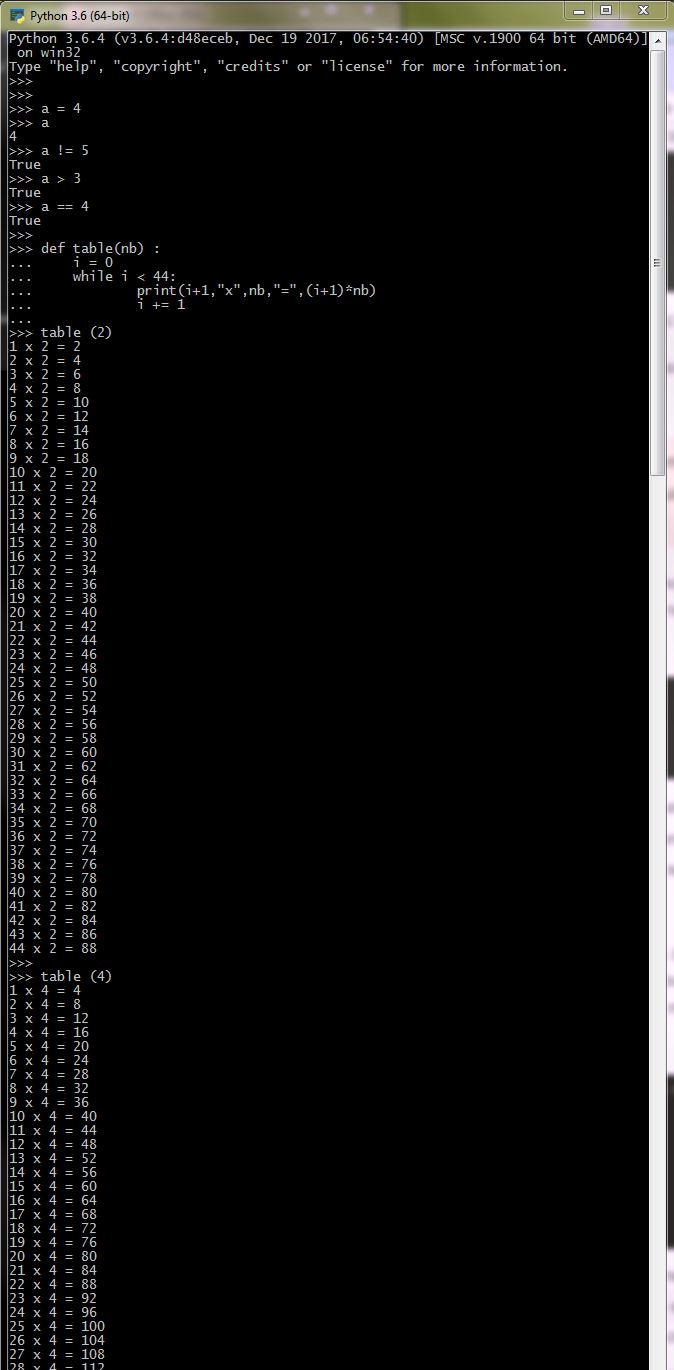 Python 3.6 (64-bit)
Python 3.6.4 (v3.6.4:d48eceb, Dec 19 2017, 06:54:40) [MSC v.1900 64 bit (AMD64)]
 on win32
Type "help", "copyright", "credits" or "license" for more information.
>>>
>>>
>>> a = 4
>>> a
4
>>> a != 5
True
>>> a > 3
True
>>> a == 4
True
>>>
>>> def table(nb) :
...     i = 0
...     while i < 44:
...             print(i+1,"x",nb,"=",(i+1)*nb)
...             i += 1
...
>>> table (2)
1 x 2 = 2
2 x 2 = 4
3 x 2 = 6
4 x 2 = 8
5 x 2 = 10
6 x 2 = 12
7 x 2 = 14
8 x 2 = 16
9 x 2 = 18
10 x 2 = 20
11 x 2 = 22
12 x 2 = 24
13 x 2 = 26
14 x 2 = 28
15 x 2 = 30
16 x 2 = 32
17 x 2 = 34
18 x 2 = 36
19 x 2 = 38
20 x 2 = 40
21 x 2 = 42
22 x 2 = 44
23 x 2 = 46
24 x 2 = 48
25 x 2 = 50
26 x 2 = 52
27 x 2 = 54
28 x 2 = 56
29 x 2 = 58
30 x 2 = 60
31 x 2 = 62
32 x 2 = 64
33 x 2 = 66
34 x 2 = 68
35 x 2 = 70
36 x 2 = 72
37 x 2 = 74
38 x 2 = 76
39 x 2 = 78
40 x 2 = 80
41 x 2 = 82
42 x 2 = 84
43 x 2 = 86
44 x 2 = 88
>>>
>>> table (4)
1 x 4 = 4
2 x 4 = 8
3 x 4 = 12
4 x 4 = 16
5 x 4 = 20
6 x 4 = 24
7 x 4 = 28
8 x 4 = 32
9 x 4 = 36
10 x 4 = 40
11 x 4 = 44
12 x 4 = 48
13 x 4 = 52
14 x 4 = 56
15 x 4 = 60
16 x 4 = 64
17 x 4 = 68
18 x 4 = 72
19 x 4 = 76
20 x 4 = 80
21 x 4 = 84
22 x 4 = 88
23 x 4 = 92
24 x 4 = 96
25 x 4 = 100
26 x 4 = 104
27 x 4 = 108
28 x 4 = 112